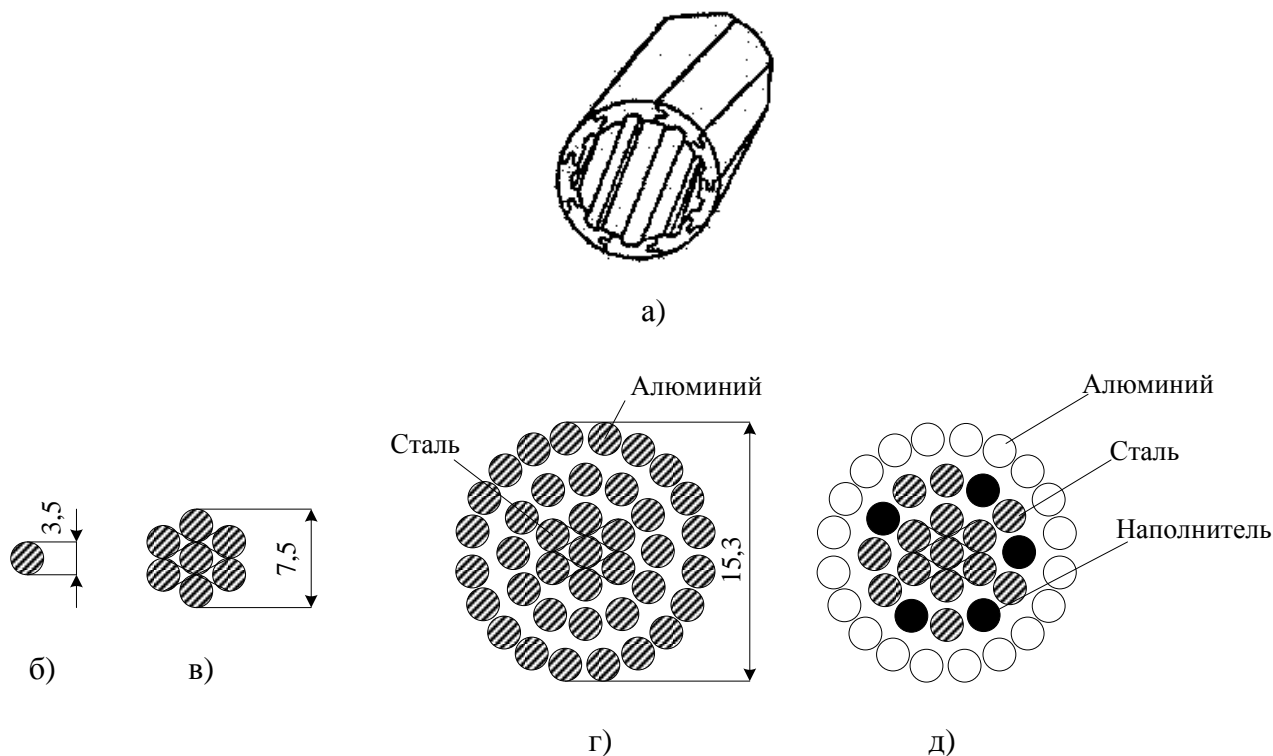 а)
Алюминий
Сталь
Алюминий
Сталь
Наполнитель
3,5
7,5
15,3
б)
в)
г)
д)